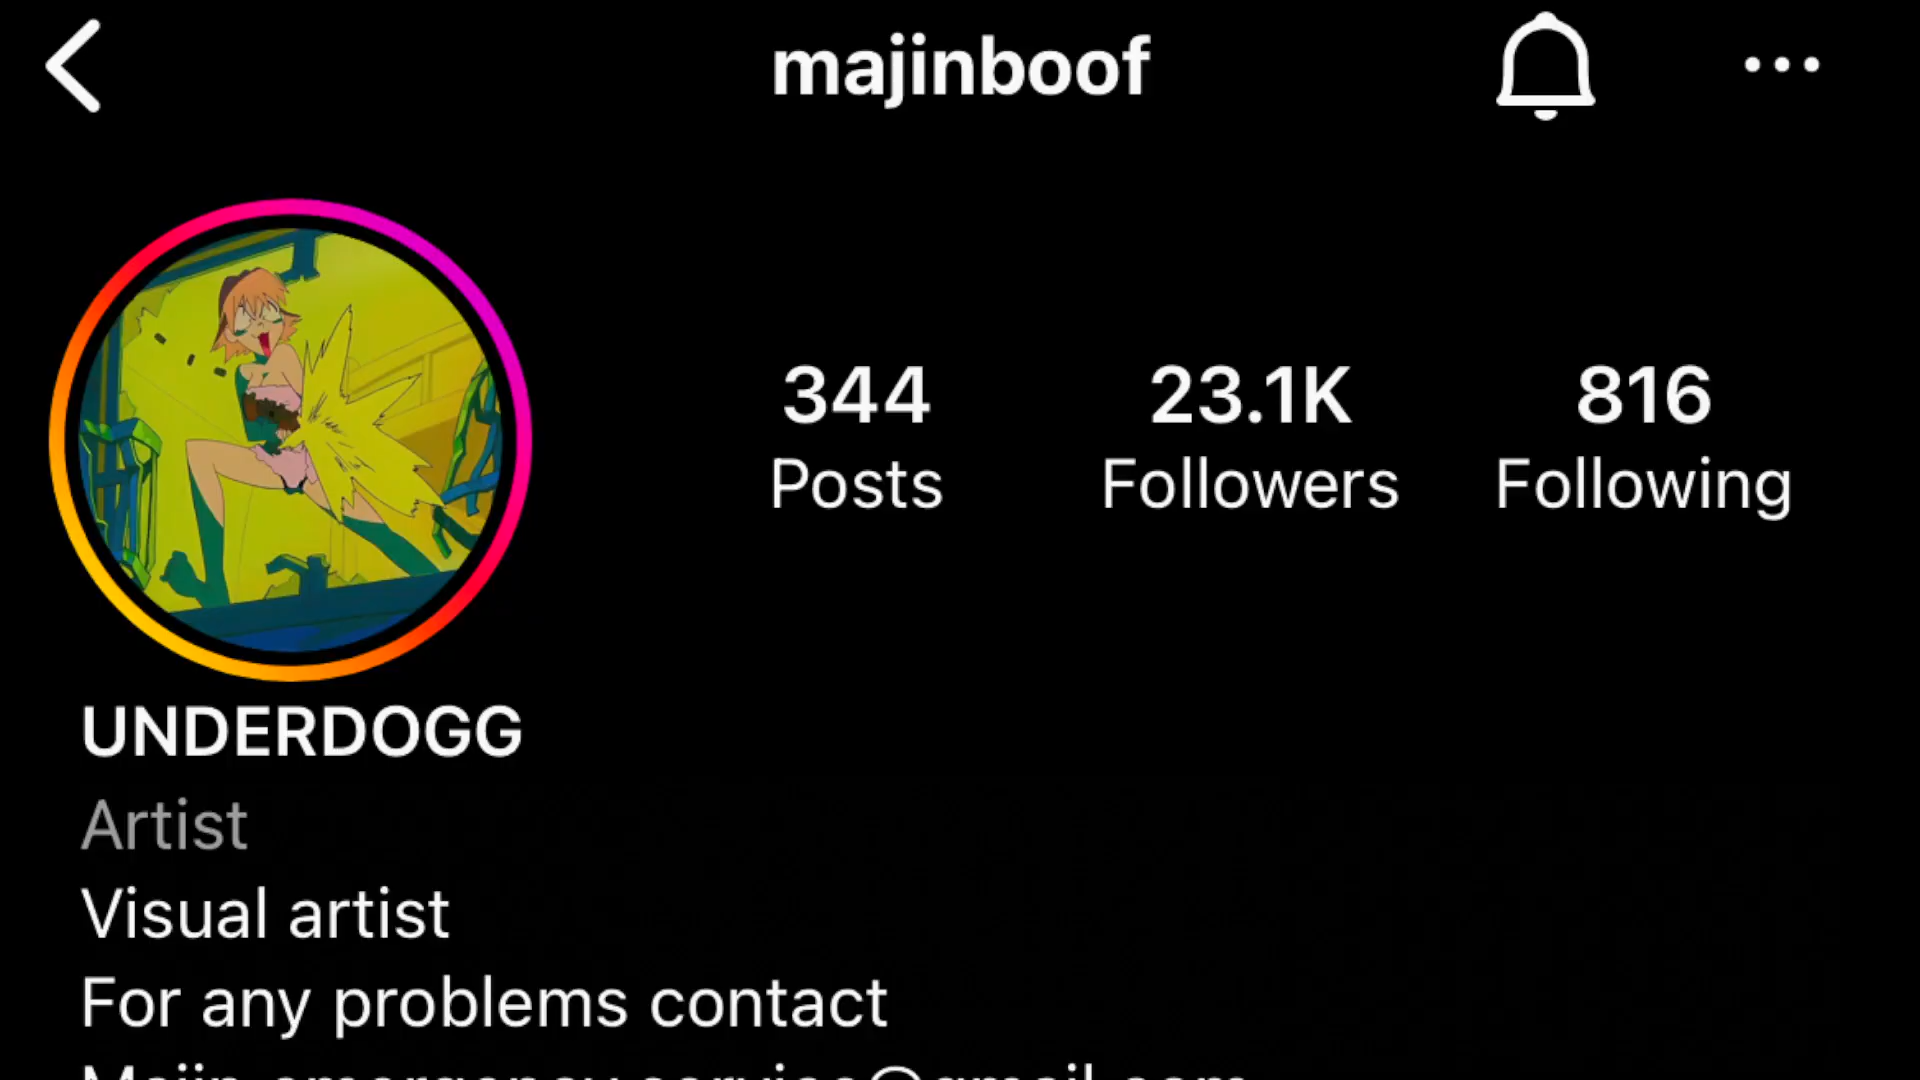 majinboof
344 23.1K 816
Posts Followers Following
UNDERDOGG
Artist
Visual artist
For any problems contact